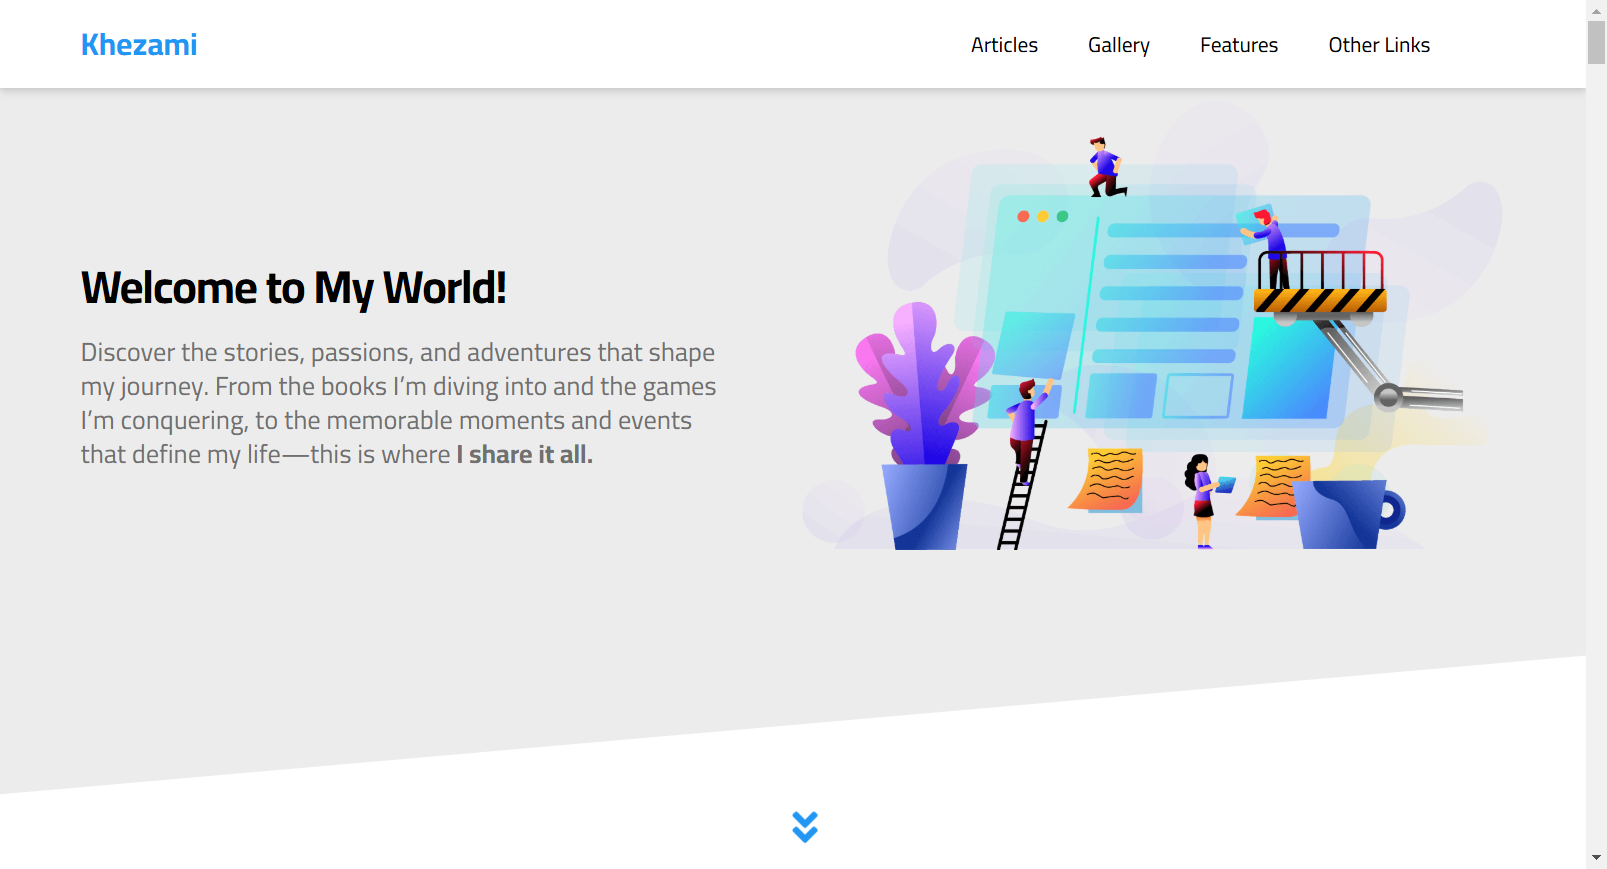 Khezami
Articles Gallery Features Other Links
Welcome to My World!
Discover the stories, passions, and adventures that shape
my journey. From the books I’m diving into and the games
I’m conquering, to the memorable moments and events
that define my life—this is where I share it all.